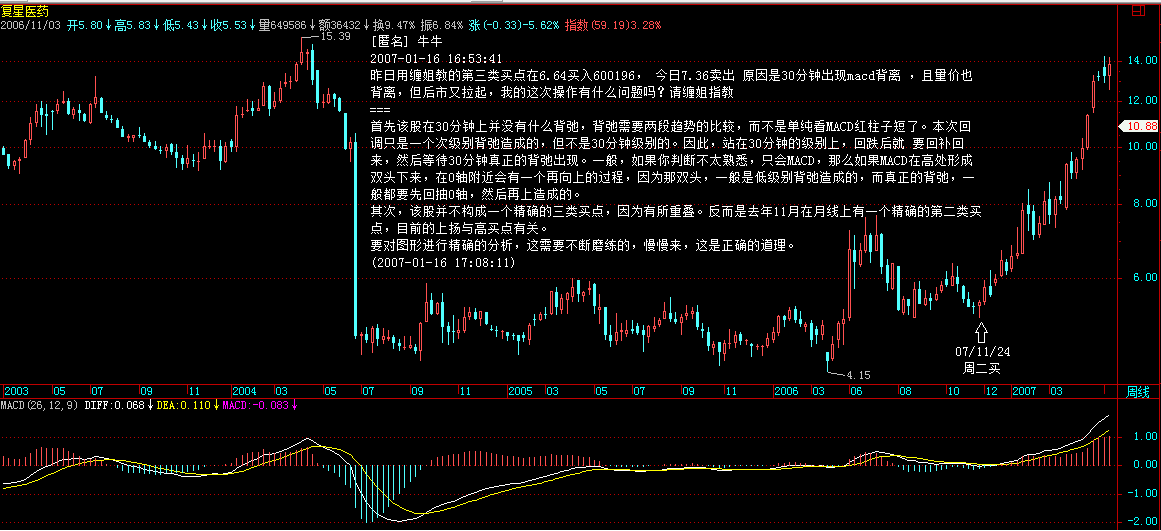 复星医药
2006/11/03 开5.80↓高5.83↓低5.43↓收5.53↓量649586↓额36432↓换9.47% 振6.84% 涨(-0.33)-5.62% 指数(59.19)3.28%
15.39
[匿名] 牛牛
2007-01-16 16:53:41
昨日用缠姐教的第三类买点在6.64买入600196， 今日7.36卖出 原因是30分钟出现macd背离 ，且量价也
背离，但后市又拉起，我的这次操作有什么问题吗？请缠姐指教
===
首先该股在30分钟上并没有什么背弛，背弛需要两段趋势的比较，而不是单纯看MACD红柱子短了。本次回
调只是一个次级别背弛造成的，但不是30分钟级别的。因此，站在30分钟的级别上，回跌后就 要回补回
来，然后等待30分钟真正的背弛出现。一般，如果你判断不太熟悉，只会MACD，那么如果MACD在高处形成
双头下来，在0轴附近会有一个再向上的过程，因为那双头，一般是低级别背弛造成的，而真正的背弛，一
般都要先回抽0轴，然后再上造成的。
其次，该股并不构成一个精确的三类买点，因为有所重叠。反而是去年11月在月线上有一个精确的第二类买
点，目前的上扬与高买点有关。
要对图形进行精确的分析，这需要不断磨练的，慢慢来，这是正确的道理。
(2007-01-16 17:08:11)
14.00
12.00
10.88
10.00
8.00
6.00
07/11/24
周二买
4.15
2003 05 07 09 11 2004 03 05 07 09 11 2005 03 05 07 09 11 2006 03 06 08 10 12 2007 03 周线
MACD(26,12,9) DIFF:0.068↓DEA:0.110↓MACD:-0.083↓
1.00
0.00
-1.00
-2.00